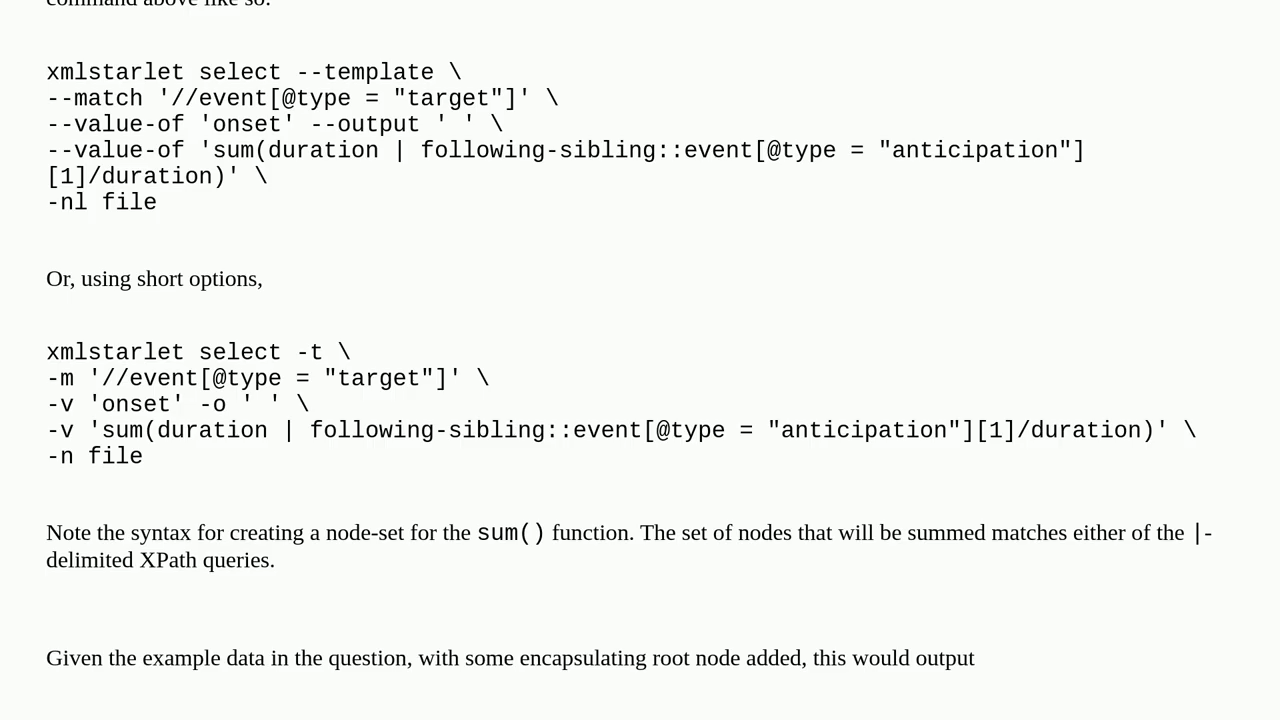 command above like so:
xmlstarlet select --template \
--match '//event[@type = "target"]' \
--value-of 'onset' --output ' ' \
--value-of 'sum(duration | following-sibling::event[@type = "anticipation"]
[1]/duration)' \
-nl file
Or, using short options,
xmlstarlet select -t \
-m '//event[@type = "target"]' \
-v 'onset' -o ' ' \
-v 'sum(duration | following-sibling::event[@type = "anticipation"][1]/duration)' \
-n file
Note the syntax for creating a node-set for the sum() function. The set of nodes that will be summed matches either of the |-
delimited XPath queries.
Given the example data in the question, with some encapsulating root node added, this would output